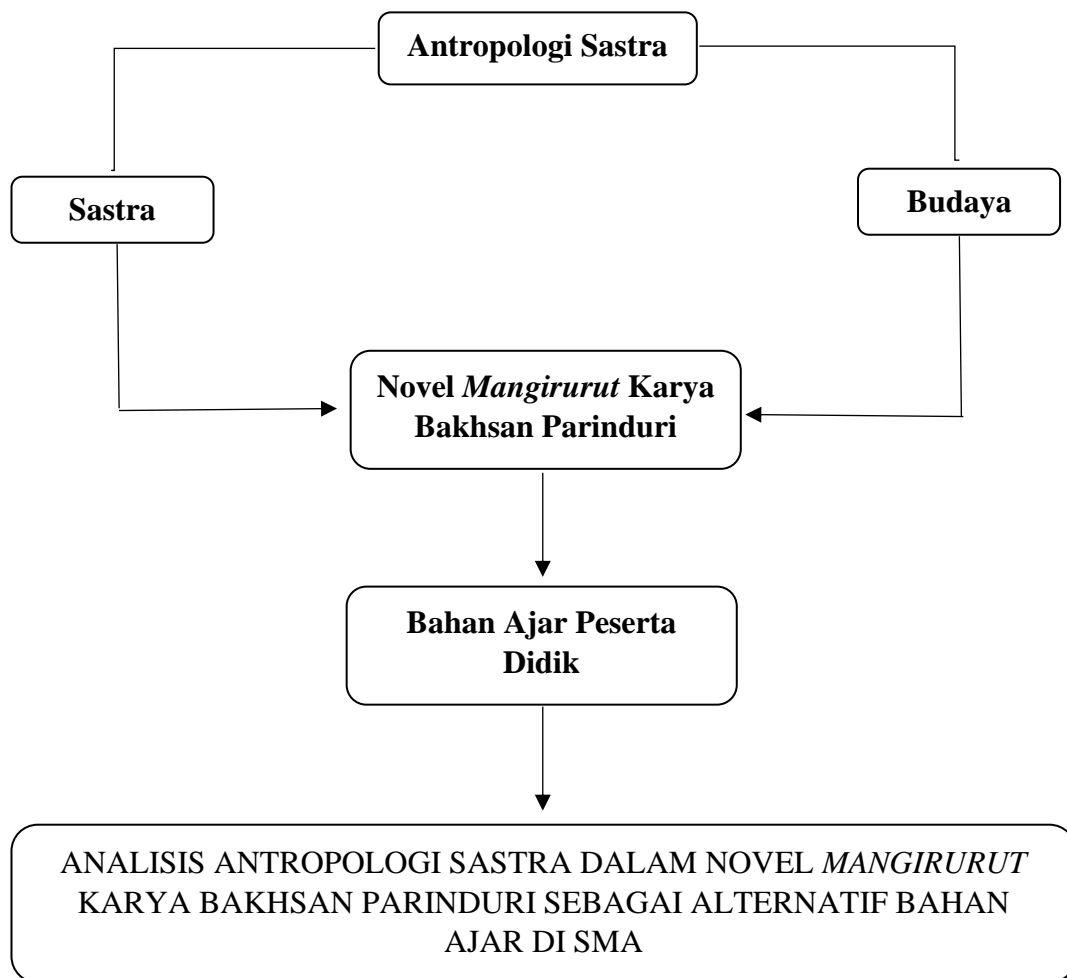 Antropologi Sastra
Sastra
Budaya
Novel Mangirurut Karya
Bakhsan Parinduri
Bahan Ajar Peserta
Didik
ANALISIS ANTROPOLOGI SASTRA DALAM NOVEL MANGIRURUT
KARYA BAKHSAN PARINDURI SEBAGAI ALTERNATIF BAHAN
AJAR DI SMA